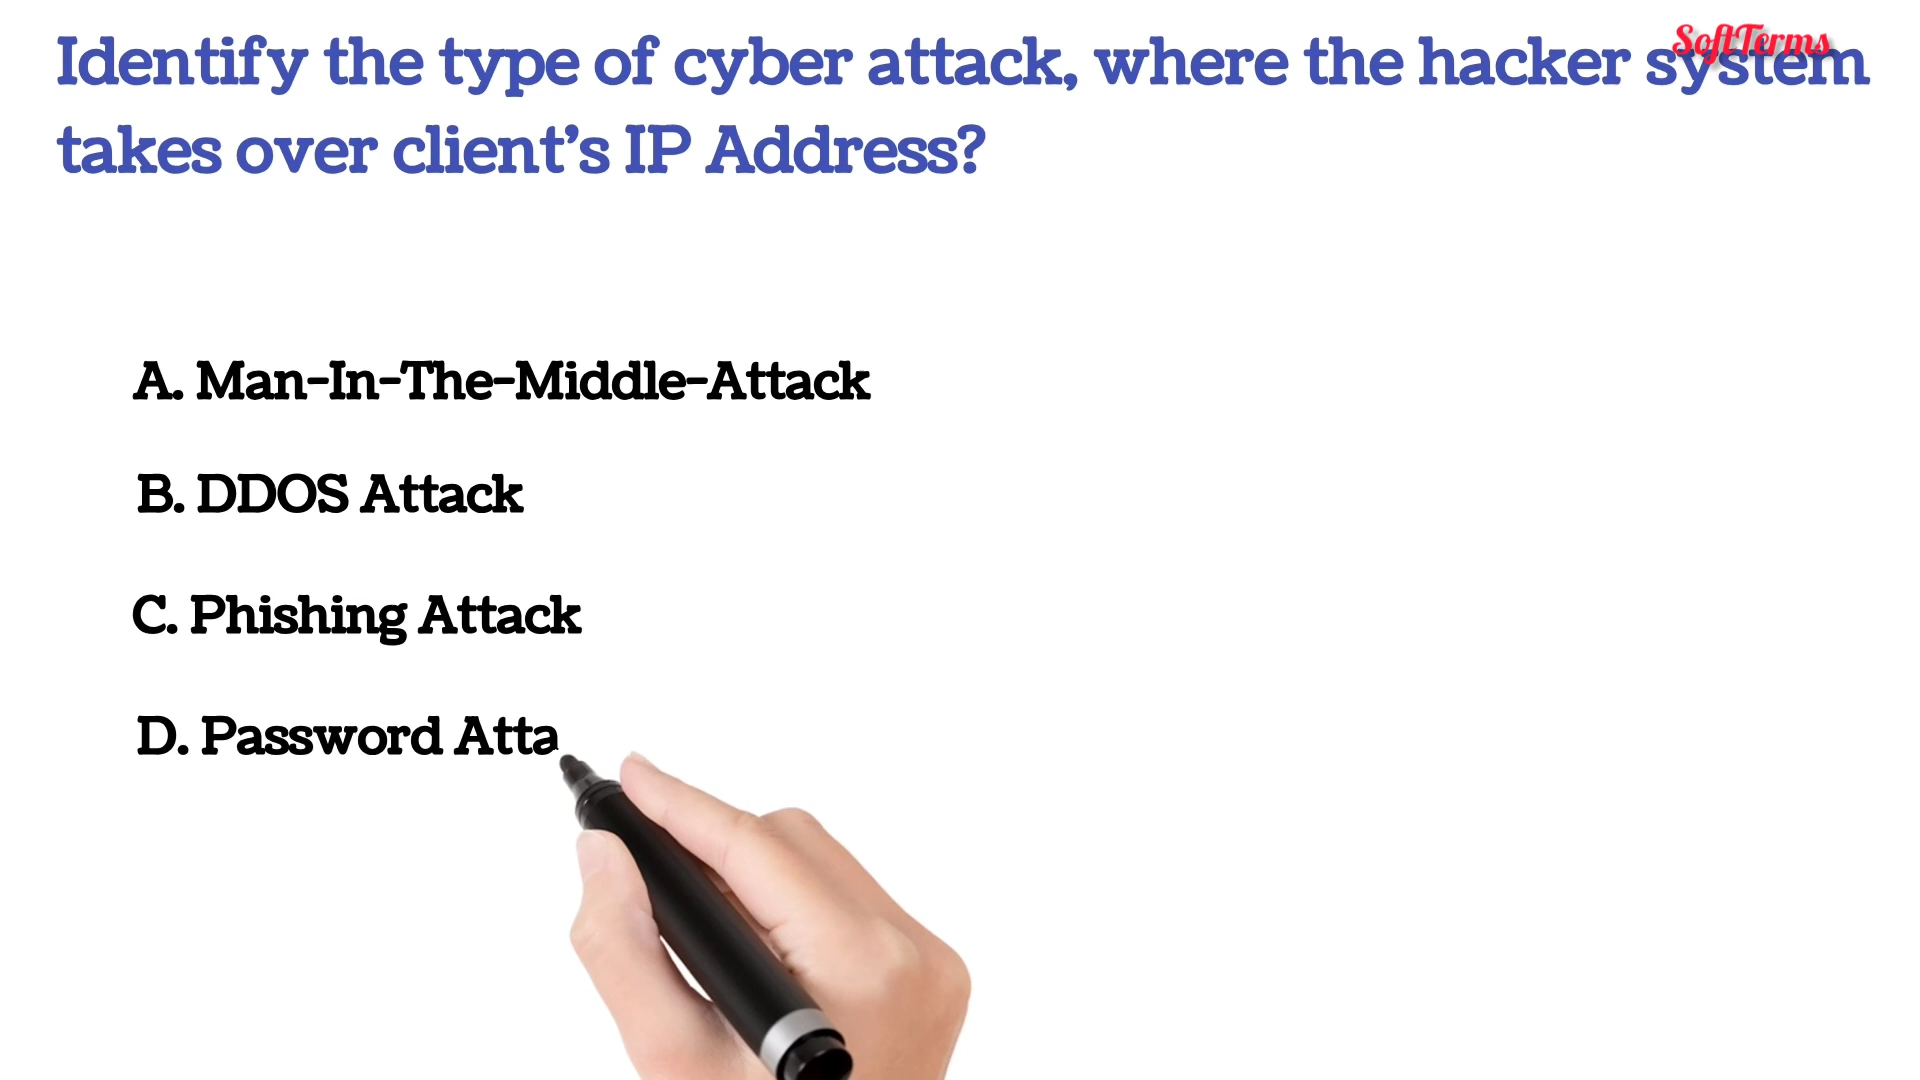 SoftTerms
Identify the type of cyber attack, where the hacker system
takes over client’s IP Address?
A. Man-In-The-Middle-Attack
B. DDOS Attack
C. Phishing Attack
D. Password Atta